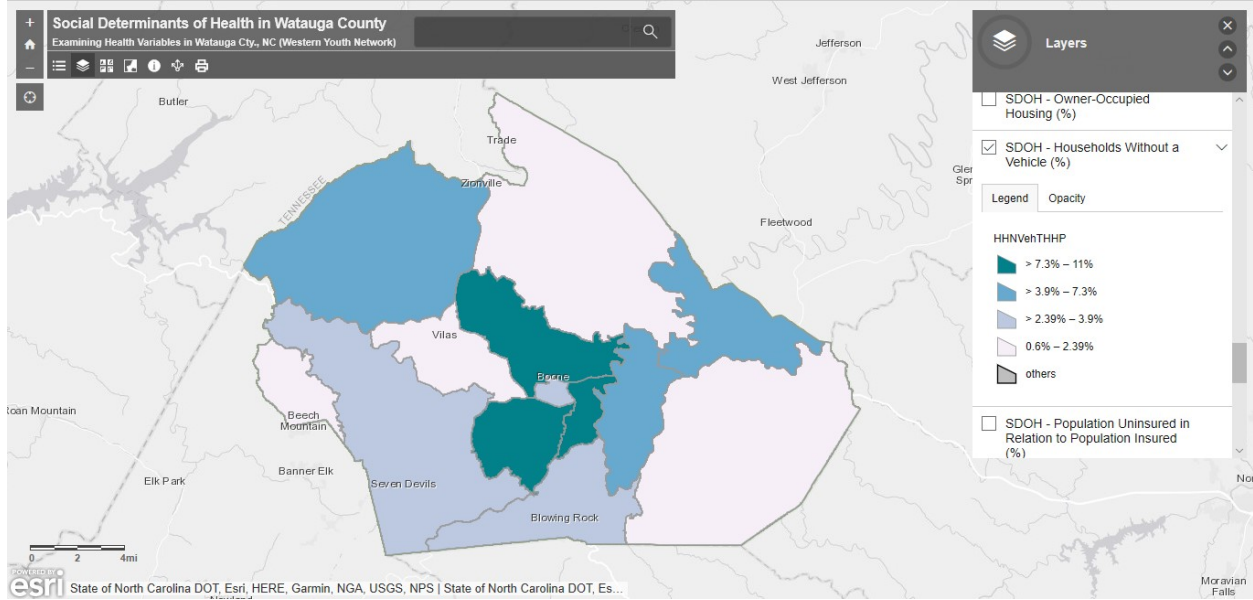 Social Determinants of Health in Watauga County
Examining Health Variables in Watauga Cty., NC (Western Youth Network)
Layers
SDOH - Owner-Occupied
Housing (%)
SDOH - Households Without a
Vehicle (%)
Legend
Opacity
HHNVehTHHP
> 7.3% – 11%
> 3.9% – 7.3%
> 2.39% – 3.9%
0.6% – 2.39%
others
SDOH - Population Uninsured in
Relation to Population Insured
(%)
Jefferson
West Jefferson
Butler
Trade
Zionville
TENNESSEE
Fleetwood
Vilas
Boone
Beech
Mountain
Banner Elk
Elk Park
Seven Devils
Blowing Rock
Moravian
Falls
0 2 4mi
POWERED BY
esri
State of North Carolina DOT, Esri, HERE, Garmin, NGA, USGS, NPS | State of North Carolina DOT, Es...